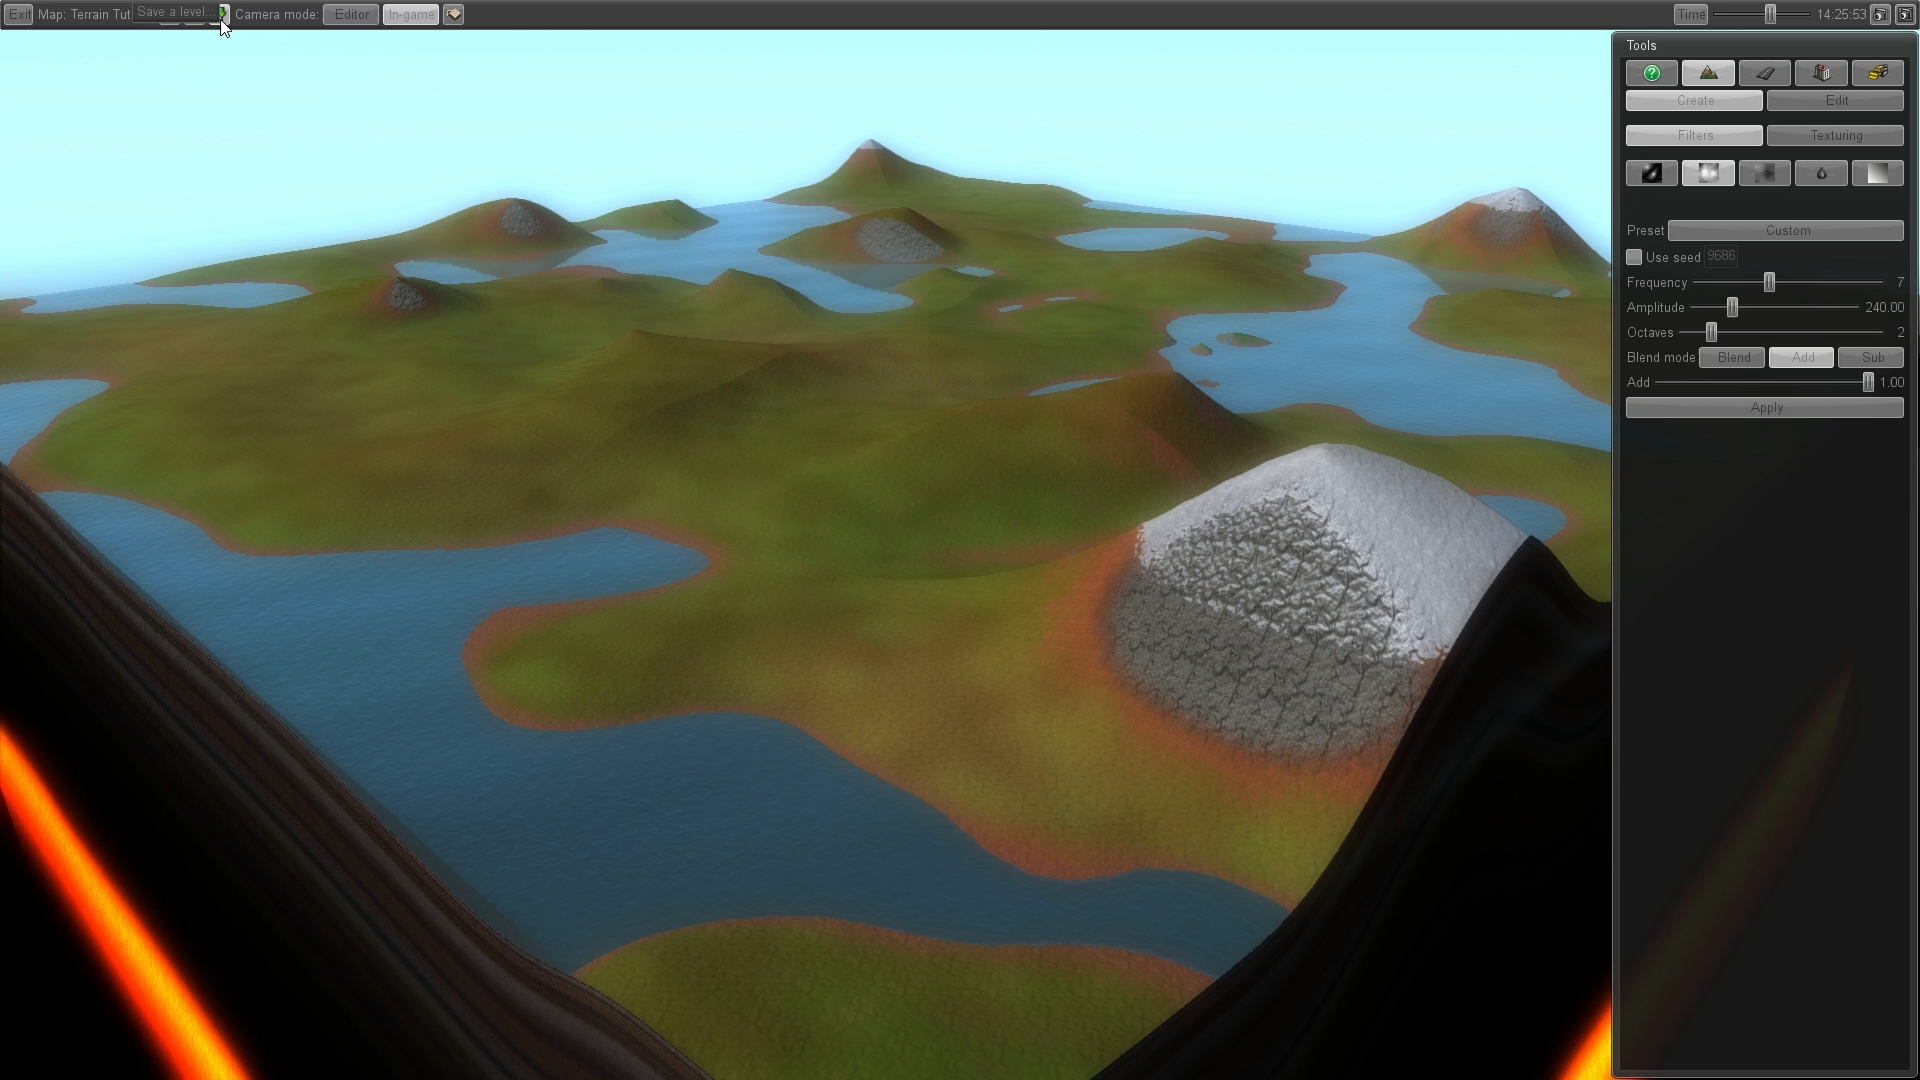 Exit Map: Terrain Tut Save a level... Camera mode: Editor In-game Time 14:25:53
Tools
Create Edit
Filters Texturing
Preset Custom
Use seed 9686
Frequency 7
Amplitude 240.00
Octaves 2
Blend mode Blend Add Sub
Add 1.00
Apply